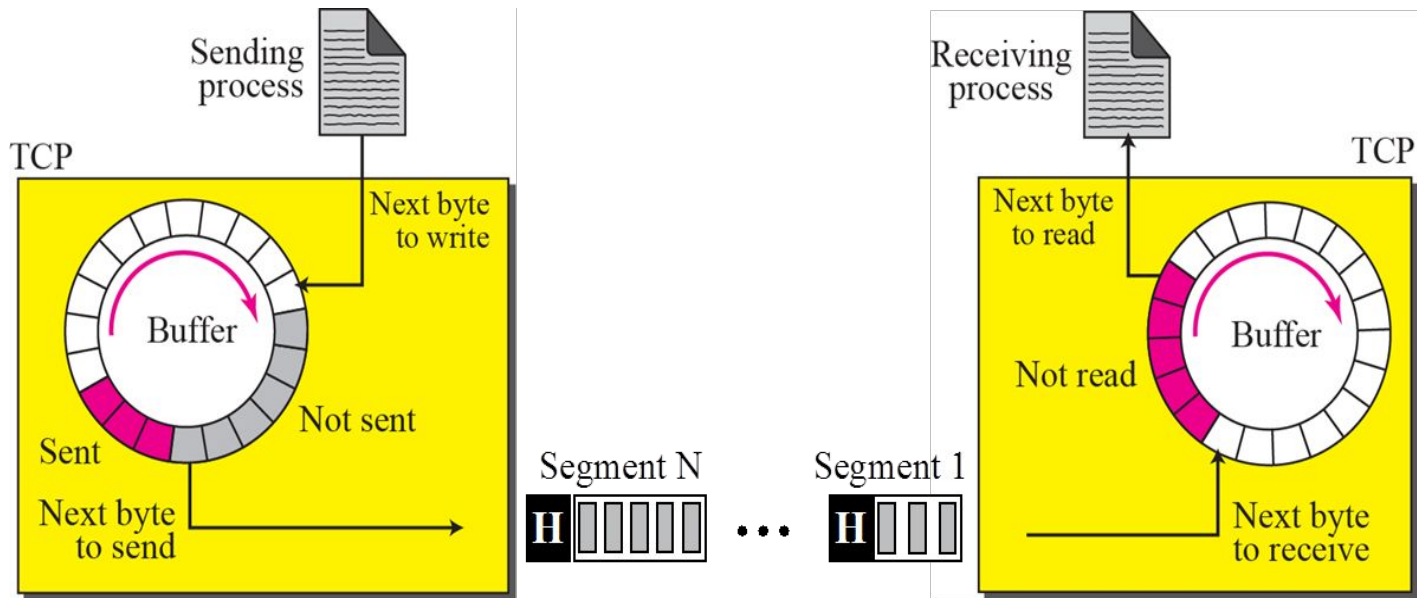 Sending
process
TCP
Next byte
to write
Buffer
Not sent
Sent
Next byte
to send
Segment N
H
• • •
Segment 1
H
Receiving
process
TCP
Next byte
to read
Buffer
Not read
Next byte
to receive